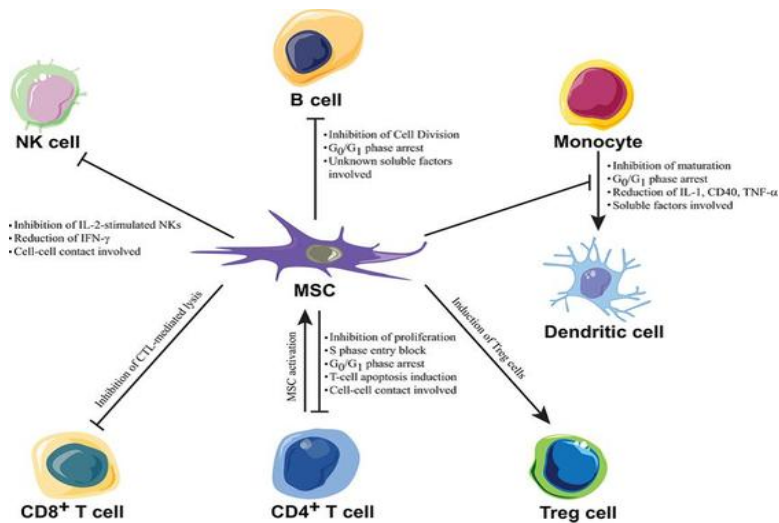 B cell
NK cell
Monocyte
•Inhibition of Cell Division
•G0/G1 phase arrest
•Unknown soluble factors
involved
•Inhibition of maturation
•G0/G1 phase arrest
•Reduction of IL-1, CD40, TNF-α
•Soluble factors involved
•Inhibition of IL-2-stimulated NKs
•Reduction of IFN-γ
•Cell-cell contact involved
MSC
Dendritic cell
Inhibition of CTL-mediated lysis
MSC activation
•Inhibition of proliferation
•S phase entry block
•G0/G1 phase arrest
•T-cell apoptosis induction
•Cell-cell contact involved
Induction of Treg cells
CD8+ T cell
CD4+ T cell
Treg cell